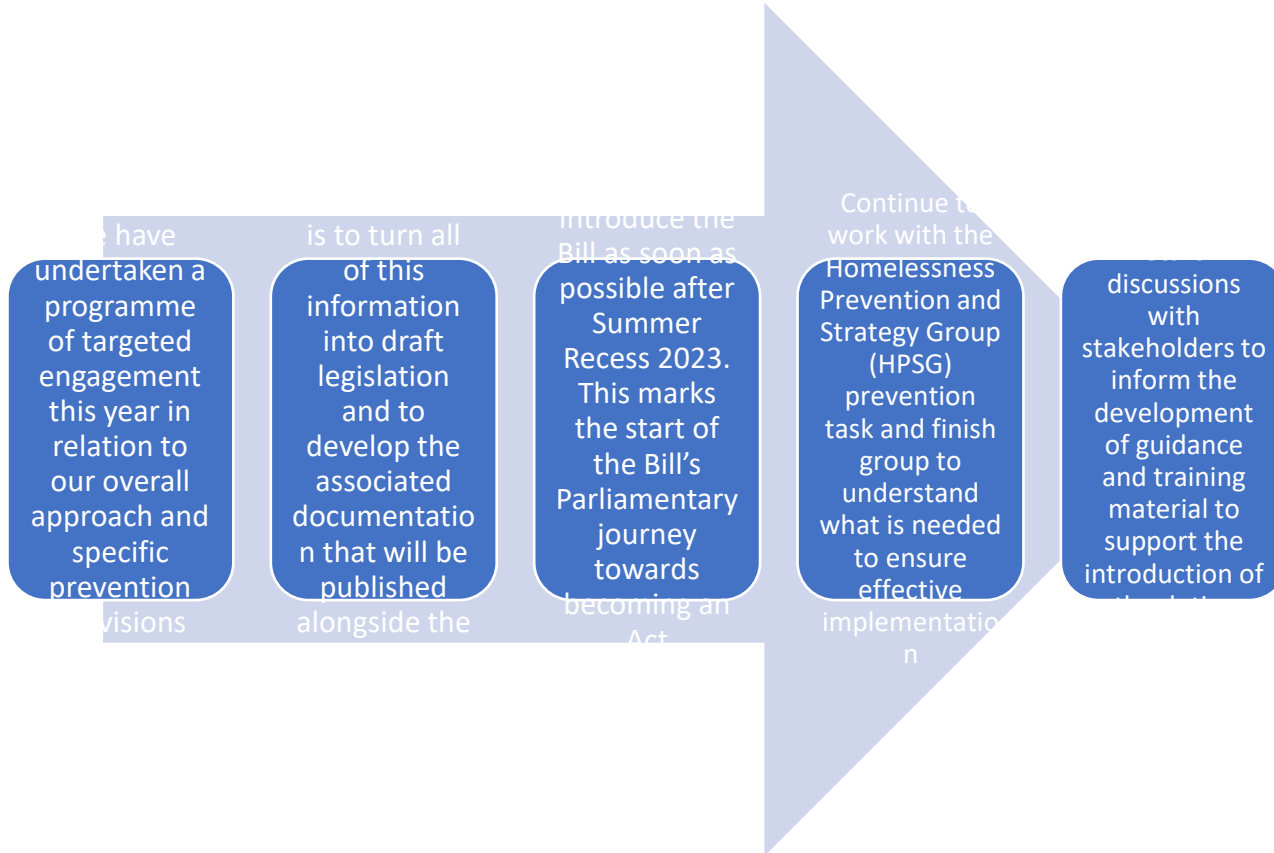 have
undertaken a
programme
of targeted
engagement
this year in
relation to
our overall
approach and
specific
prevention
visions
is to turn all
of this
information
into draft
legislation
and to
develop the
associated
documentatio
n that will be
published
alongside the
introduce the
Bill as soon as
possible after
Summer
Recess 2023.
This marks
the start of
the Bill’s
Parliamentary
journey
towards
becoming an
Act
Continue to
work with the
Homelessness
Prevention and
Strategy Group
(HPSG)
prevention
task and finish
group to
understand
what is needed
to ensure
effective
implementatio
n
discussions
with
stakeholders to
inform the
development
of guidance
and training
material to
support the
introduction of